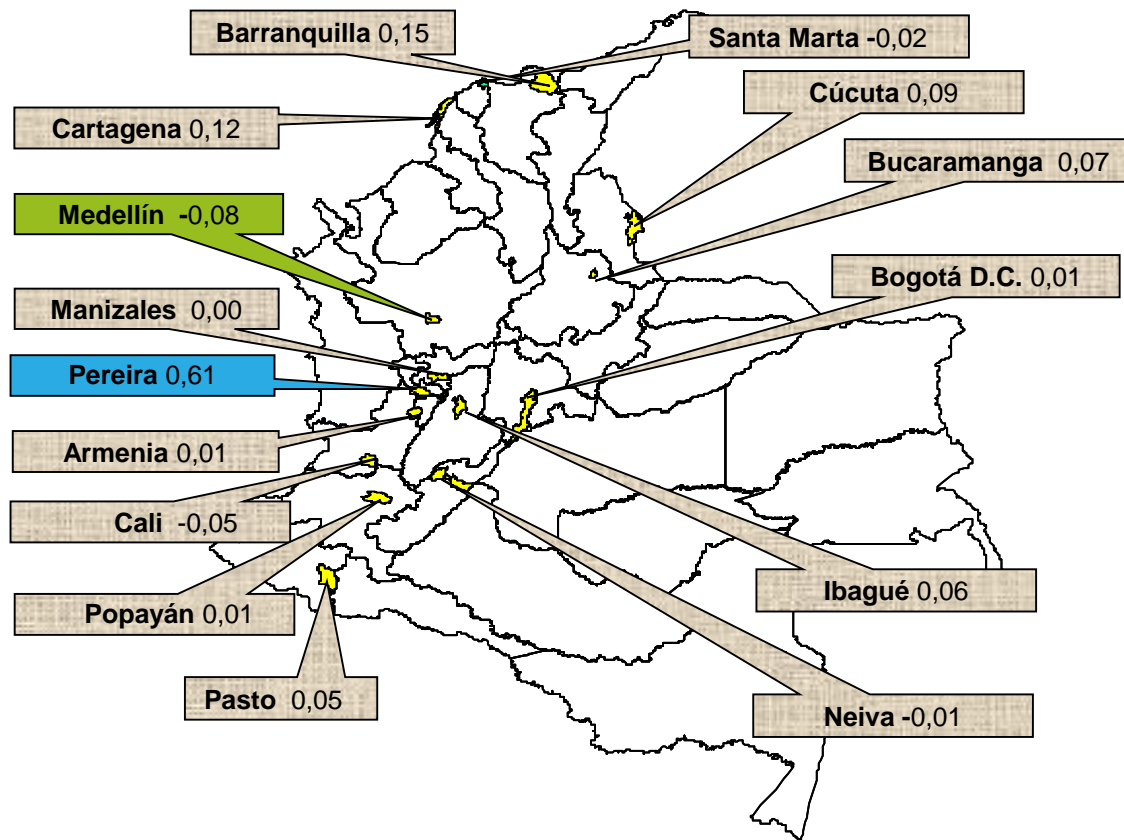 Barranquilla 0,15
Santa Marta -0,02
Cúcuta 0,09
Cartagena 0,12
Bucaramanga 0,07
Medellín -0,08
Bogotá D.C. 0,01
Manizales 0,00
Pereira 0,61
Armenia 0,01
Cali -0,05
Ibagué 0,06
Popayán 0,01
Pasto 0,05
Neiva -0,01